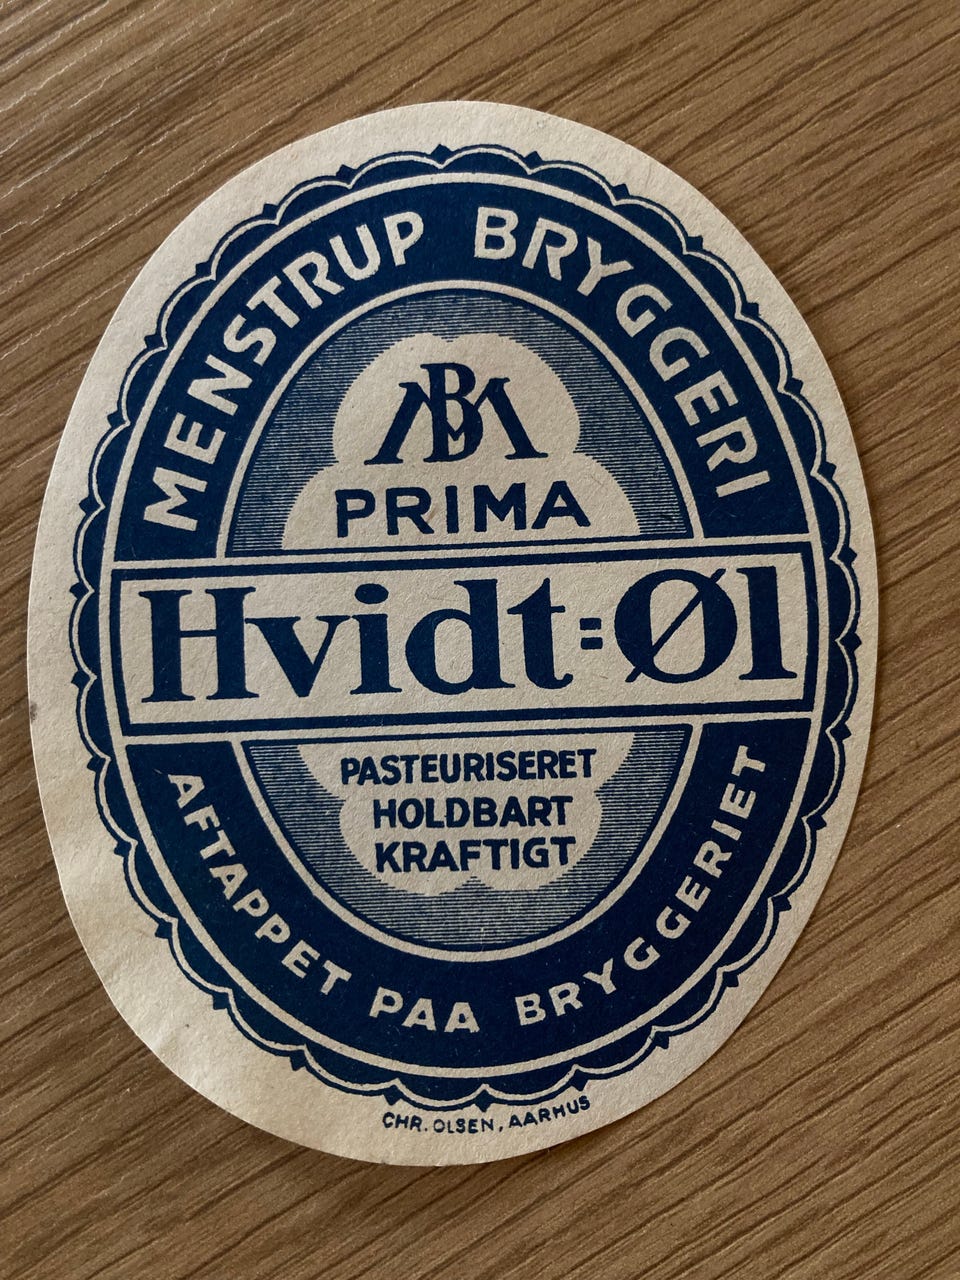 MENSTRUP BRYGGERI
MB
PRIMA
Hvidt=Øl
PASTEURISERET
HOLDBART
KRAFTIGT
AFTAPPET PAA BRYGGERIET
CHR. OLSEN, AARHUS